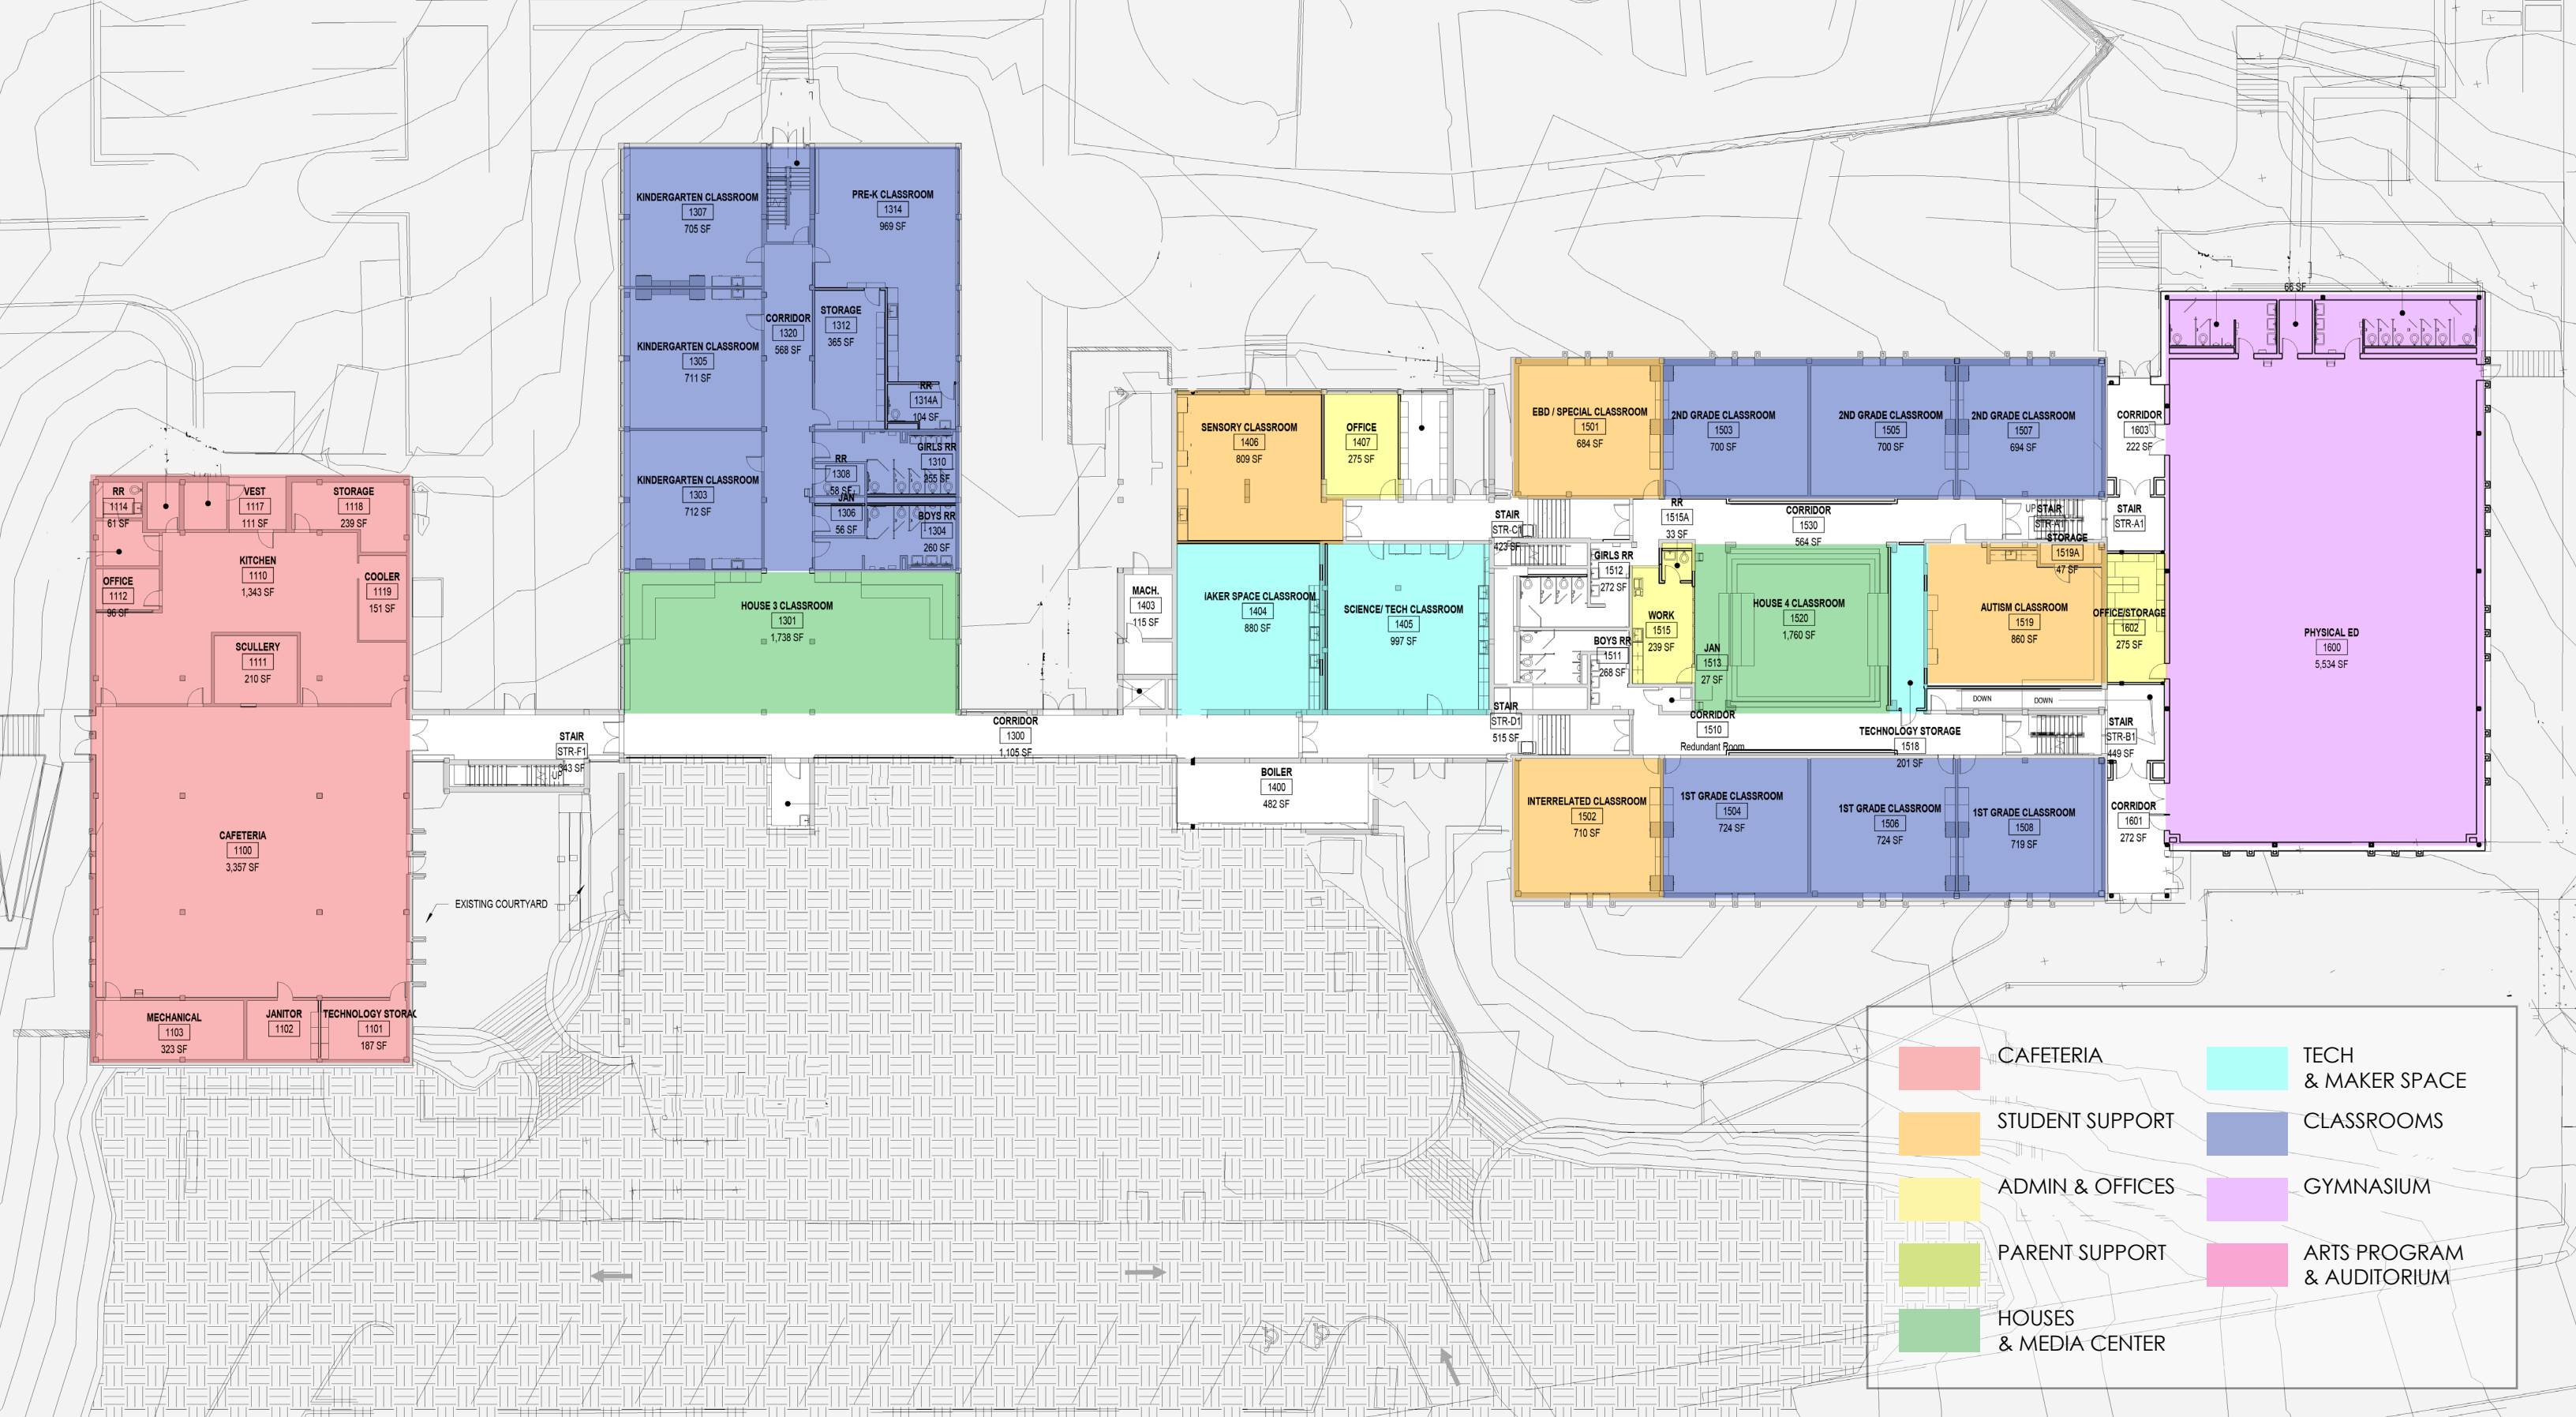 KINDERGARTEN CLASSROOM
1307
705 SF
PRE-K CLASSROOM
1314
969 SF
KINDERGARTEN CLASSROOM
1305
711 SF
CORRIDOR
1320
568 SF
STORAGE
1312
365 SF
RR
1314A
104 SF
KINDERGARTEN CLASSROOM
1303
712 SF
RR
1308
58 SF
GIRLS RR
1310
255 SF
JAN
1306
56 SF
BOYS RR
1304
260 SF
HOUSE 3 CLASSROOM
1301
1,738 SF
RR
1114
61 SF
VEST
1117
111 SF
STORAGE
1118
239 SF
KITCHEN
1110
1,343 SF
OFFICE
1112
96 SF
COOLER
1119
151 SF
SCULLERY
1111
210 SF
CAFETERIA
1100
3,357 SF
MECHANICAL
1103
323 SF
JANITOR
1102
TECHNOLOGY STORAG
1101
187 SF
STAIR
STR-F1
343 SF
UP
EXISTING COURTYARD
CORRIDOR
1300
1,105 SF
MACH.
1403
115 SF
SENSORY CLASSROOM
1406
809 SF
OFFICE
1407
275 SF
MAKER SPACE CLASSROOM
1404
880 SF
SCIENCE/ TECH CLASSROOM
1405
997 SF
BOILER
1400
482 SF
STAIR
STR-C1
423 SF
STAIR
STR-D1
515 SF
EBD / SPECIAL CLASSROOM
1501
684 SF
2ND GRADE CLASSROOM
1503
700 SF
2ND GRADE CLASSROOM
1505
700 SF
2ND GRADE CLASSROOM
1507
694 SF
RR
1515A
33 SF
CORRIDOR
1530
564 SF
UP
STAIR
STR-A1
STAIR
STR-A1
STORAGE
1519A
47 SF
GIRLS RR
1512
272 SF
BOYS RR
1511
268 SF
WORK
1515
239 SF
JAN
1513
27 SF
HOUSE 4 CLASSROOM
1520
1,760 SF
AUTISM CLASSROOM
1519
860 SF
OFFICE/STORAGE
1602
275 SF
DOWN
DOWN
CORRIDOR
1510
Redundant Room
TECHNOLOGY STORAGE
1518
201 SF
STAIR
STR-B1
449 SF
INTERRELATED CLASSROOM
1502
710 SF
1ST GRADE CLASSROOM
1504
724 SF
1ST GRADE CLASSROOM
1506
724 SF
1ST GRADE CLASSROOM
1508
719 SF
CORRIDOR
1603
222 SF
CORRIDOR
1601
272 SF
66 SF
PHYSICAL ED
1600
5,534 SF
CAFETERIA
STUDENT SUPPORT
ADMIN & OFFICES
PARENT SUPPORT
HOUSES
& MEDIA CENTER
TECH
& MAKER SPACE
CLASSROOMS
GYMNASIUM
ARTS PROGRAM
& AUDITORIUM